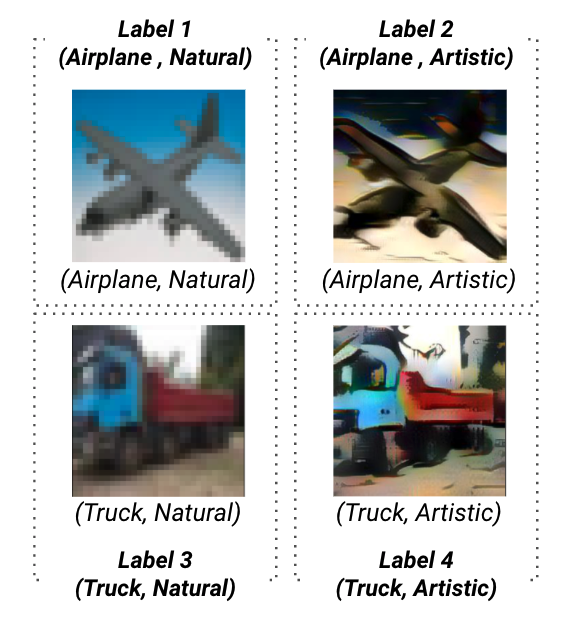 Label 1
(Airplane , Natural)
Label 2
(Airplane , Artistic)
(Airplane, Natural)
(Airplane, Artistic)
(Truck, Natural)
(Truck, Artistic)
Label 3
(Truck, Natural)
Label 4
(Truck, Artistic)